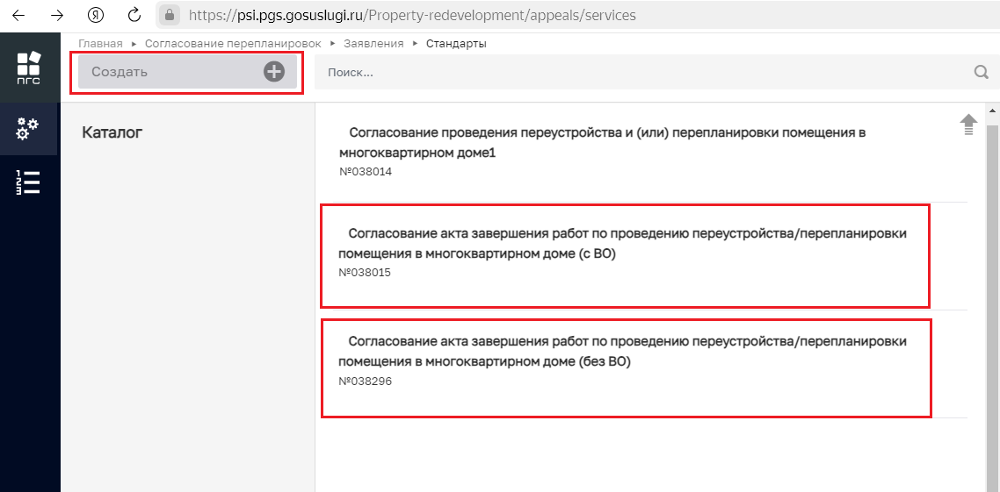 https://psi.pgs.gosuslugi.ru/Property-redevelopment/appeals/services
Главная ▸ Согласование перепланировок ▸ Заявления ▸ Стандарты
пгс
Создать
Поиск...
Каталог
Согласование проведения переустройства и (или) перепланировки помещения в
многоквартирном доме1
№038014
Согласование акта завершения работ по проведению переустройства/перепланировки
помещения в многоквартирном доме (с ВО)
№038015
Согласование акта завершения работ по проведению переустройства/перепланировки
помещения в многоквартирном доме (без ВО)
№038296